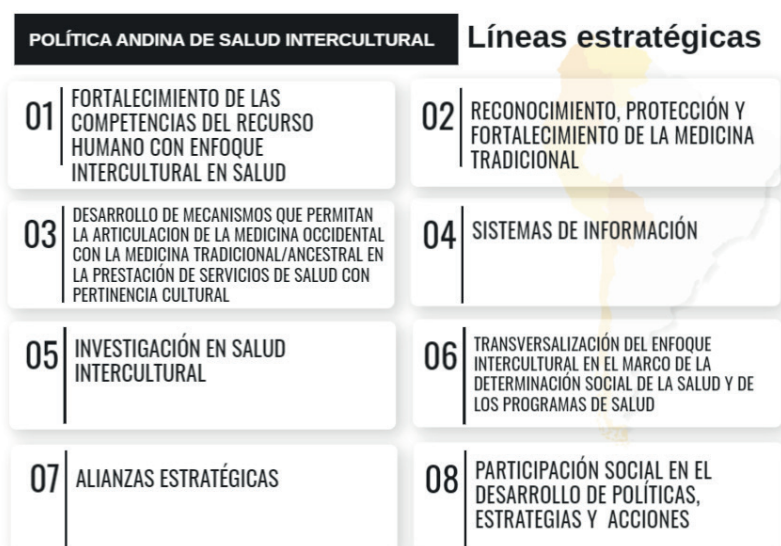 POLÍTICA ANDINA DE SALUD INTERCULTURAL
Líneas estratégicas
01
FORTALECIMIENTO DE LAS
COMPETENCIAS DEL RECURSO
HUMANO CON ENFOQUE
INTERCULTURAL EN SALUD
02
RECONOCIMIENTO, PROTECCIÓN Y
FORTALECIMIENTO DE LA MEDICINA
TRADICIONAL
03
DESARROLLO DE MECANISMOS QUE PERMITAN
LA ARTICULACION DE LA MEDICINA OCCIDENTAL
CON LA MEDICINA TRADICIONAL/ANCESTRAL EN
LA PRESTACIÓN DE SERVICIOS DE SALUD CON
PERTINENCIA CULTURAL
04
SISTEMAS DE INFORMACIÓN
05
INVESTIGACIÓN EN SALUD
INTERCULTURAL
06
TRANSVERSALIZACIÓN DEL ENFOQUE
INTERCULTURAL EN EL MARCO DE LA
DETERMINACIÓN SOCIAL DE LA SALUD Y DE
LOS PROGRAMAS DE SALUD
07
ALIANZAS ESTRATÉGICAS
08
PARTICIPACIÓN SOCIAL EN EL
DESARROLLO DE POLÍTICAS,
ESTRATEGIAS Y ACCIONES